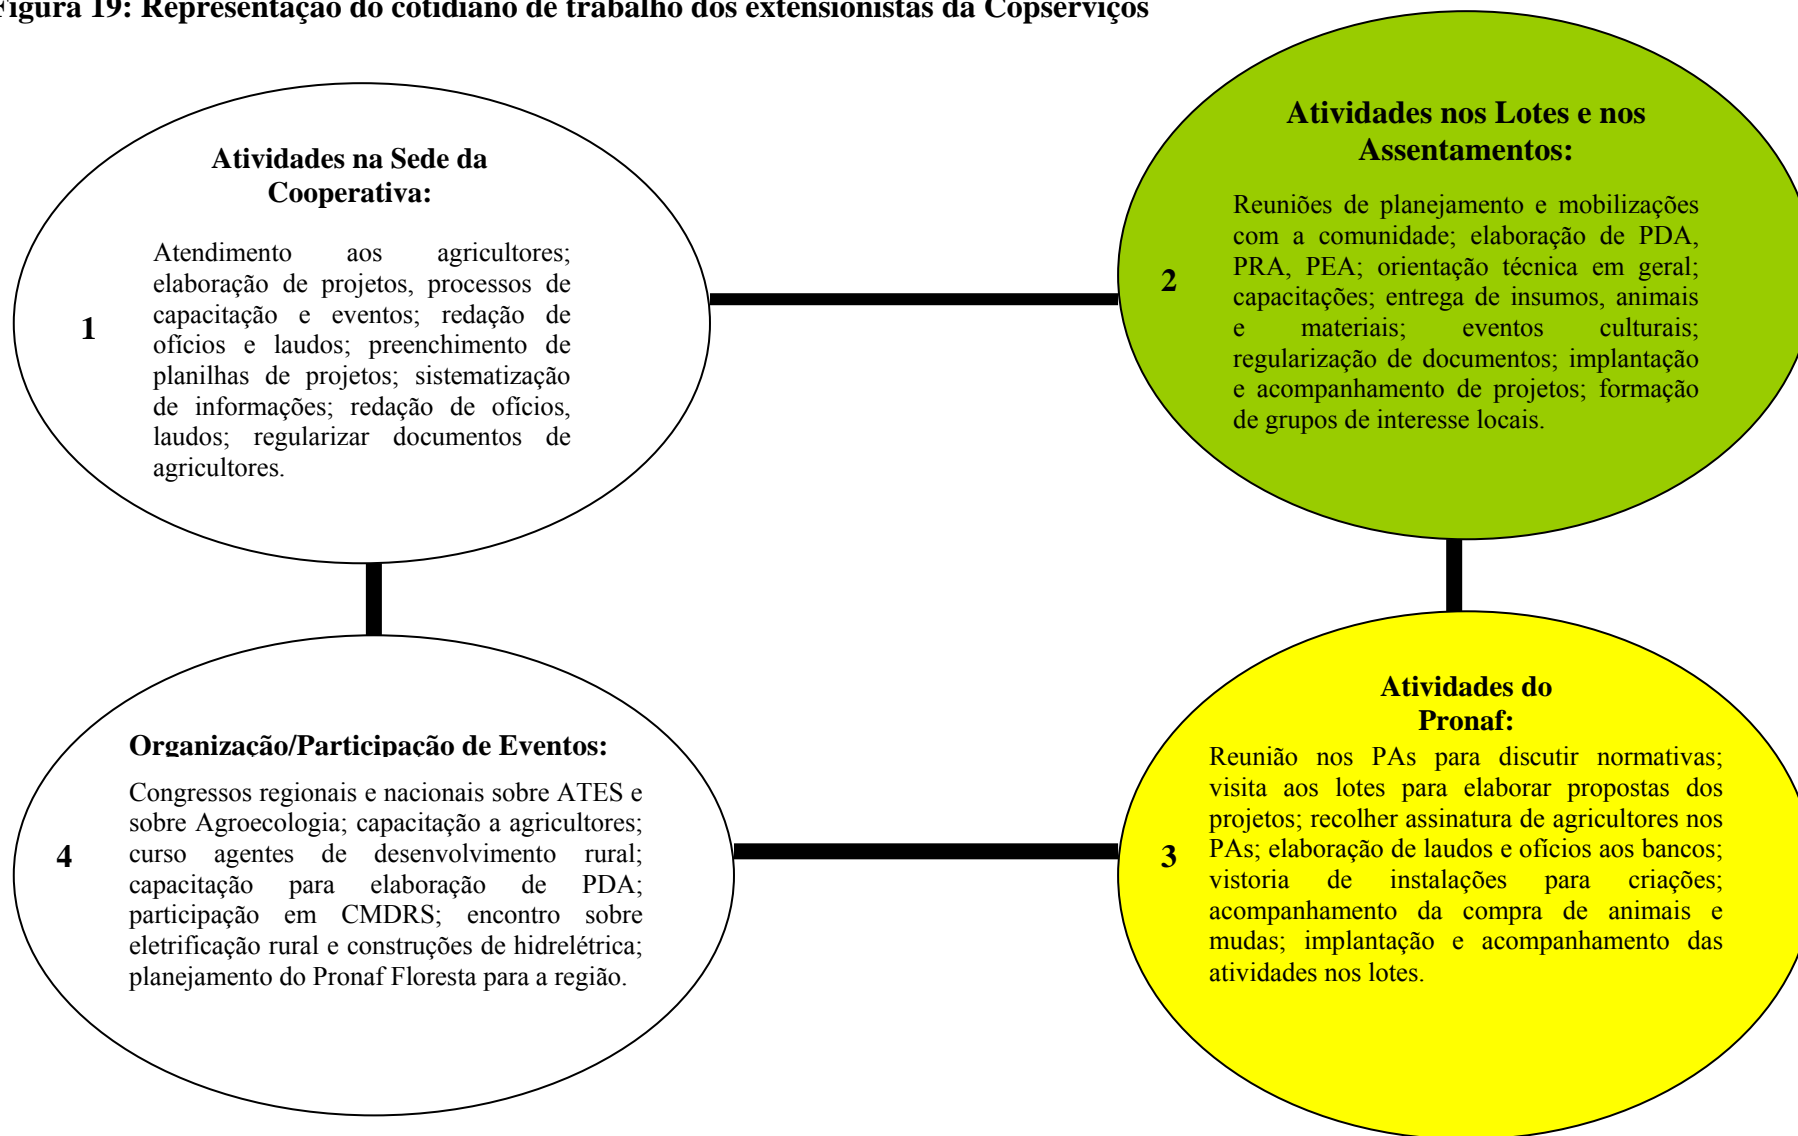 Figura 19: Representação do cotidiano de trabalho dos extensionistas da Copserviços
Atividades na Sede da
Cooperativa:
1
Atendimento aos agricultores;
elaboração de projetos, processos de
capacitação e eventos; redação de
ofícios e laudos; preenchimento de
planilhas de projetos; sistematização
de informações; redação de ofícios,
laudos; regularizar documentos de
agricultores.
Atividades nos Lotes e nos
Assentamentos:
2
Reuniões de planejamento e mobilizações
com a comunidade; elaboração de PDA,
PRA, PEA; orientação técnica em geral;
capacitações; entrega de insumos, animais
e materiais; eventos culturais;
regularização de documentos; implantação
e acompanhamento de projetos; formação
de grupos de interesse locais.
Atividades do
Pronaf:
3
Reunião nos PAs para discutir normativas;
visita aos lotes para elaborar propostas dos
projetos; recolher assinatura de agricultores nos
PAs; elaboração de laudos e ofícios aos bancos;
vistoria de instalações para criações;
acompanhamento da compra de animais e
mudas; implantação e acompanhamento das
atividades nos lotes.
Organização/Participação de Eventos:
4
Congressos regionais e nacionais sobre ATES e
sobre Agroecologia; capacitação a agricultores;
curso agentes de desenvolvimento rural;
capacitação para elaboração de PDA;
participação em CMDRS; encontro sobre
eletrificação rural e construções de hidrelétrica;
planejamento do Pronaf Floresta para a região.